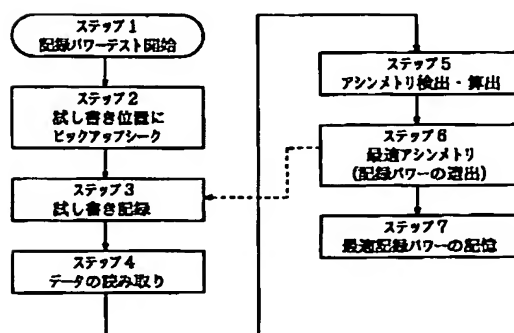 ステップ1
記録パワーテスト開始
ステップ2
試し書き位置に
ピックアップシーク
ステップ3
試し書き記録
ステップ4
データの読み取り
ステップ5
アシンメトリ検出・算出
ステップ6
最適アシンメトリ
(記録パワーの選出)
ステップ7
最適記録パワーの記憶